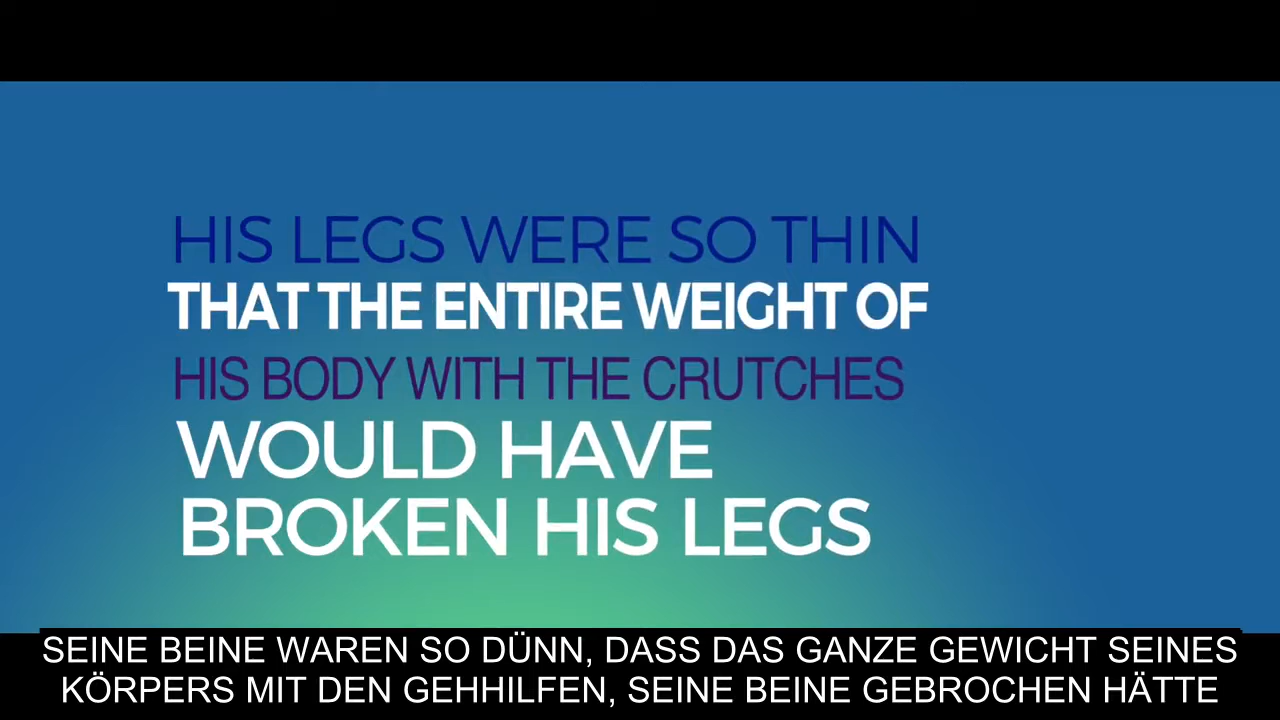 HIS LEGS WERE SO THIN
THAT THE ENTIRE WEIGHT OF
HIS BODY WITH THE CRUTCHES
WOULD HAVE
BROKEN HIS LEGS
SEINE BEINE WAREN SO DÜNN, DASS DAS GANZE GEWICHT SEINES
KÖRPERS MIT DEN GEHHILFEN, SEINE BEINE GEBROCHEN HÄTTE